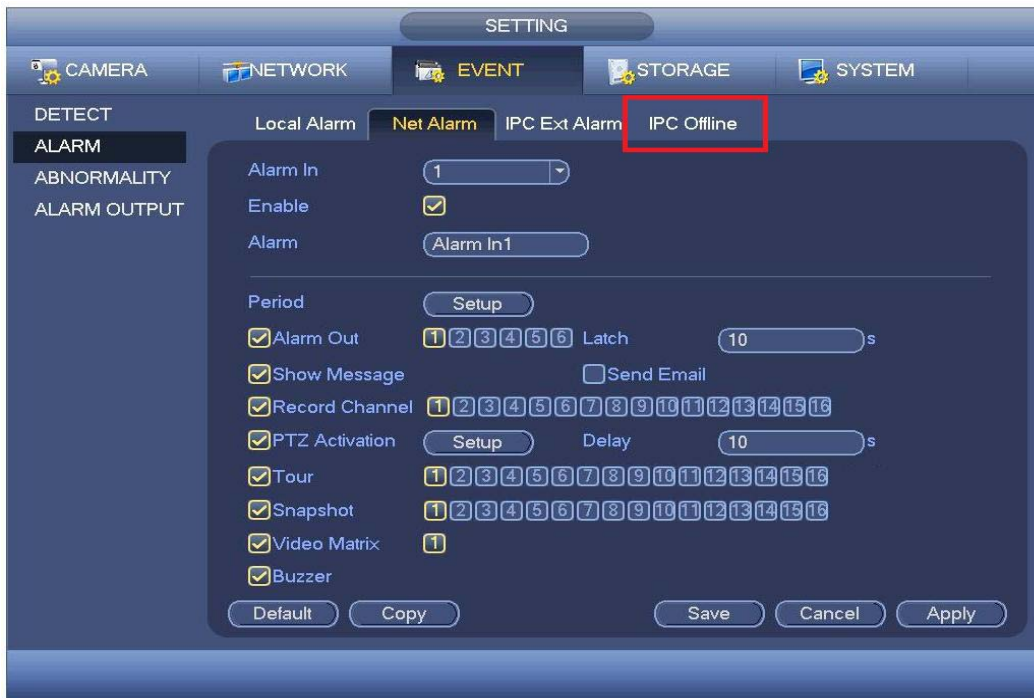 SETTING
CAMERA NETWORK EVENT STORAGE SYSTEM
DETECT
ALARM
ABNORMALITY
ALARM OUTPUT
Local Alarm Net Alarm IPC Ext Alarm IPC Offline
Alarm In 1
Enable
Alarm Alarm In1
Period Setup
Alarm Out 1 2 3 4 5 6 Latch 10 s
Show Message Send Email
Record Channel 1 2 3 4 5 6 7 8 9 10 11 12 13 14 15 16
PTZ Activation Setup Delay 10 s
Tour 1 2 3 4 5 6 7 8 9 10 11 12 13 14 15 16
Snapshot 1 2 3 4 5 6 7 8 9 10 11 12 13 14 15 16
Video Matrix 1
Buzzer
Default Copy Save Cancel Apply